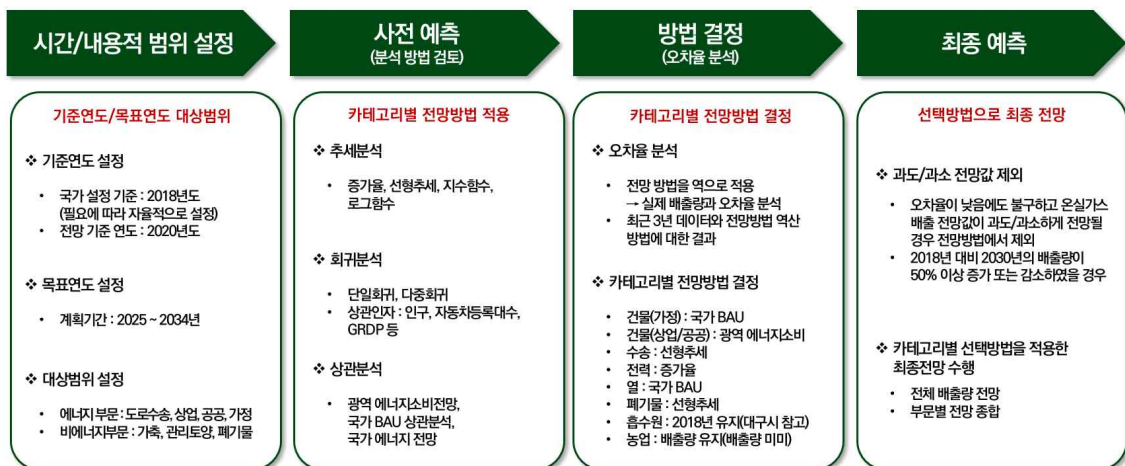 시간/내용적 범위 설정
기준연도/목표연도 대상범위
❖ 기준연도 설정
• 국가 설정 기준 : 2018년도
(필요에 따라 자율적으로 설정)
• 전망 기준 연도 : 2020년도
❖ 목표연도 설정
• 계획기간 : 2025 ~ 2034년
❖ 대상범위 설정
• 에너지 부문 : 도로수송, 상업, 공공, 가정
• 비에너지부문 : 가축, 관리토양, 폐기물
사전 예측
(분석 방법 검토)
카테고리별 전망방법 적용
❖ 추세분석
• 증가율, 선형추세, 지수함수,
로그함수
❖ 회귀분석
• 단일회귀, 다중회귀
• 상관인자 : 인구, 자동차등록대수,
GRDP 등
❖ 상관분석
• 광역 에너지소비전망,
국가 BAU 상관분석,
국가 에너지 전망
방법 결정
(오차율 분석)
카테고리별 전망방법 결정
❖ 오차율 분석
• 전망 방법을 역으로 적용
→ 실제 배출량과 오차율 분석
• 최근 3년 데이터와 전망방법 역산
방법에 대한 결과
❖ 카테고리별 전망방법 결정
• 건물(가정) : 국가 BAU
• 건물(상업/공공) : 광역 에너지소비
• 수송 : 선형추세
• 전력 : 증가율
• 열 : 국가 BAU
• 폐기물 : 선형추세
• 흡수원 : 2018년 유지(대구시 참고)
• 농업 : 배출량 유지(배출량 미미)
최종 예측
선택방법으로 최종 전망
❖ 과도/과소 전망값 제외
• 오차율이 낮음에도 불구하고 온실가스
배출 전망값이 과도/과소하게 전망될
경우 전망방법에서 제외
• 2018년 대비 2030년의 배출량이
50% 이상 증가 또는 감소하였을 경우
❖ 카테고리별 선택방법을 적용한
최종전망 수행
• 전체 배출량 전망
• 부문별 전망 종합